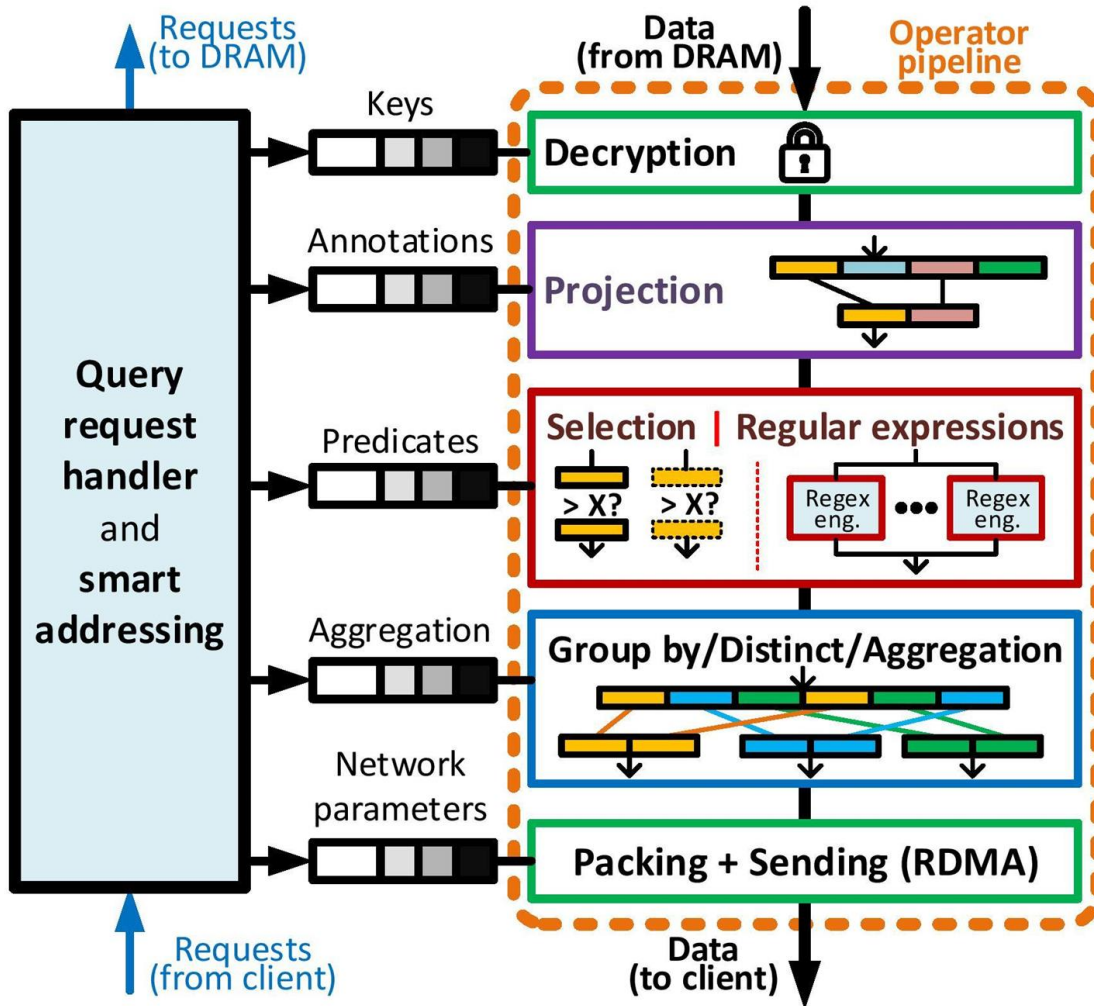 Requests
(to DRAM)
Data
(from DRAM)
Operator
pipeline
Keys
Decryption
Annotations
Projection
Query
request
handler
and
smart
addressing
Predicates
Selection | Regular expressions
> X?
> X?
Regex
eng.
Regex
eng.
Aggregation
Group by/Distinct/Aggregation
Network
parameters
Packing + Sending (RDMA)
Requests
(from client)
Data
(to client)